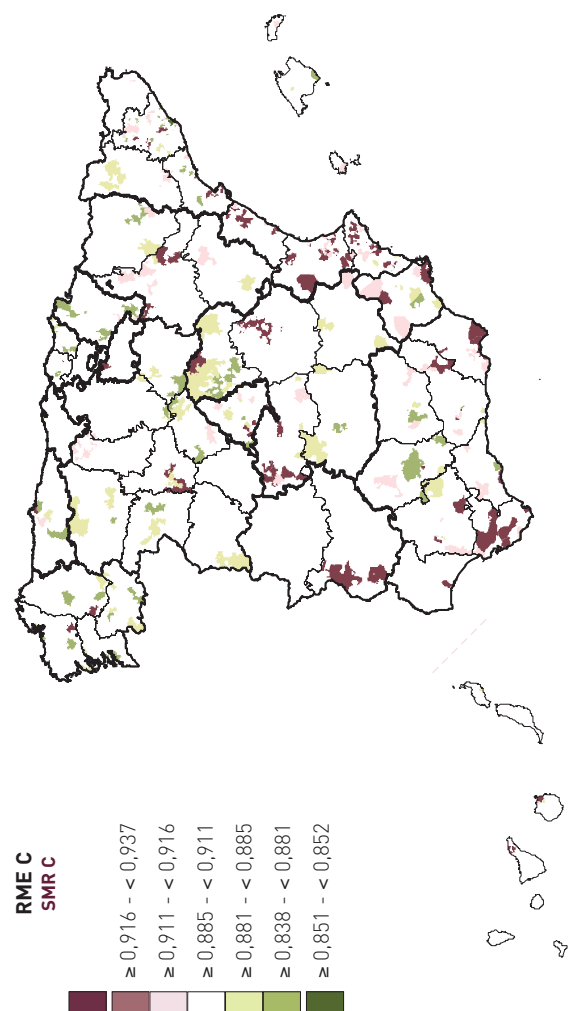 RME C
SMR C
≥ 0,916 - < 0,937
≥ 0,911 - < 0,916
≥ 0,885 - < 0,911
≥ 0,881 - < 0,885
≥ 0,838 - < 0,881
≥ 0,851 - < 0,852